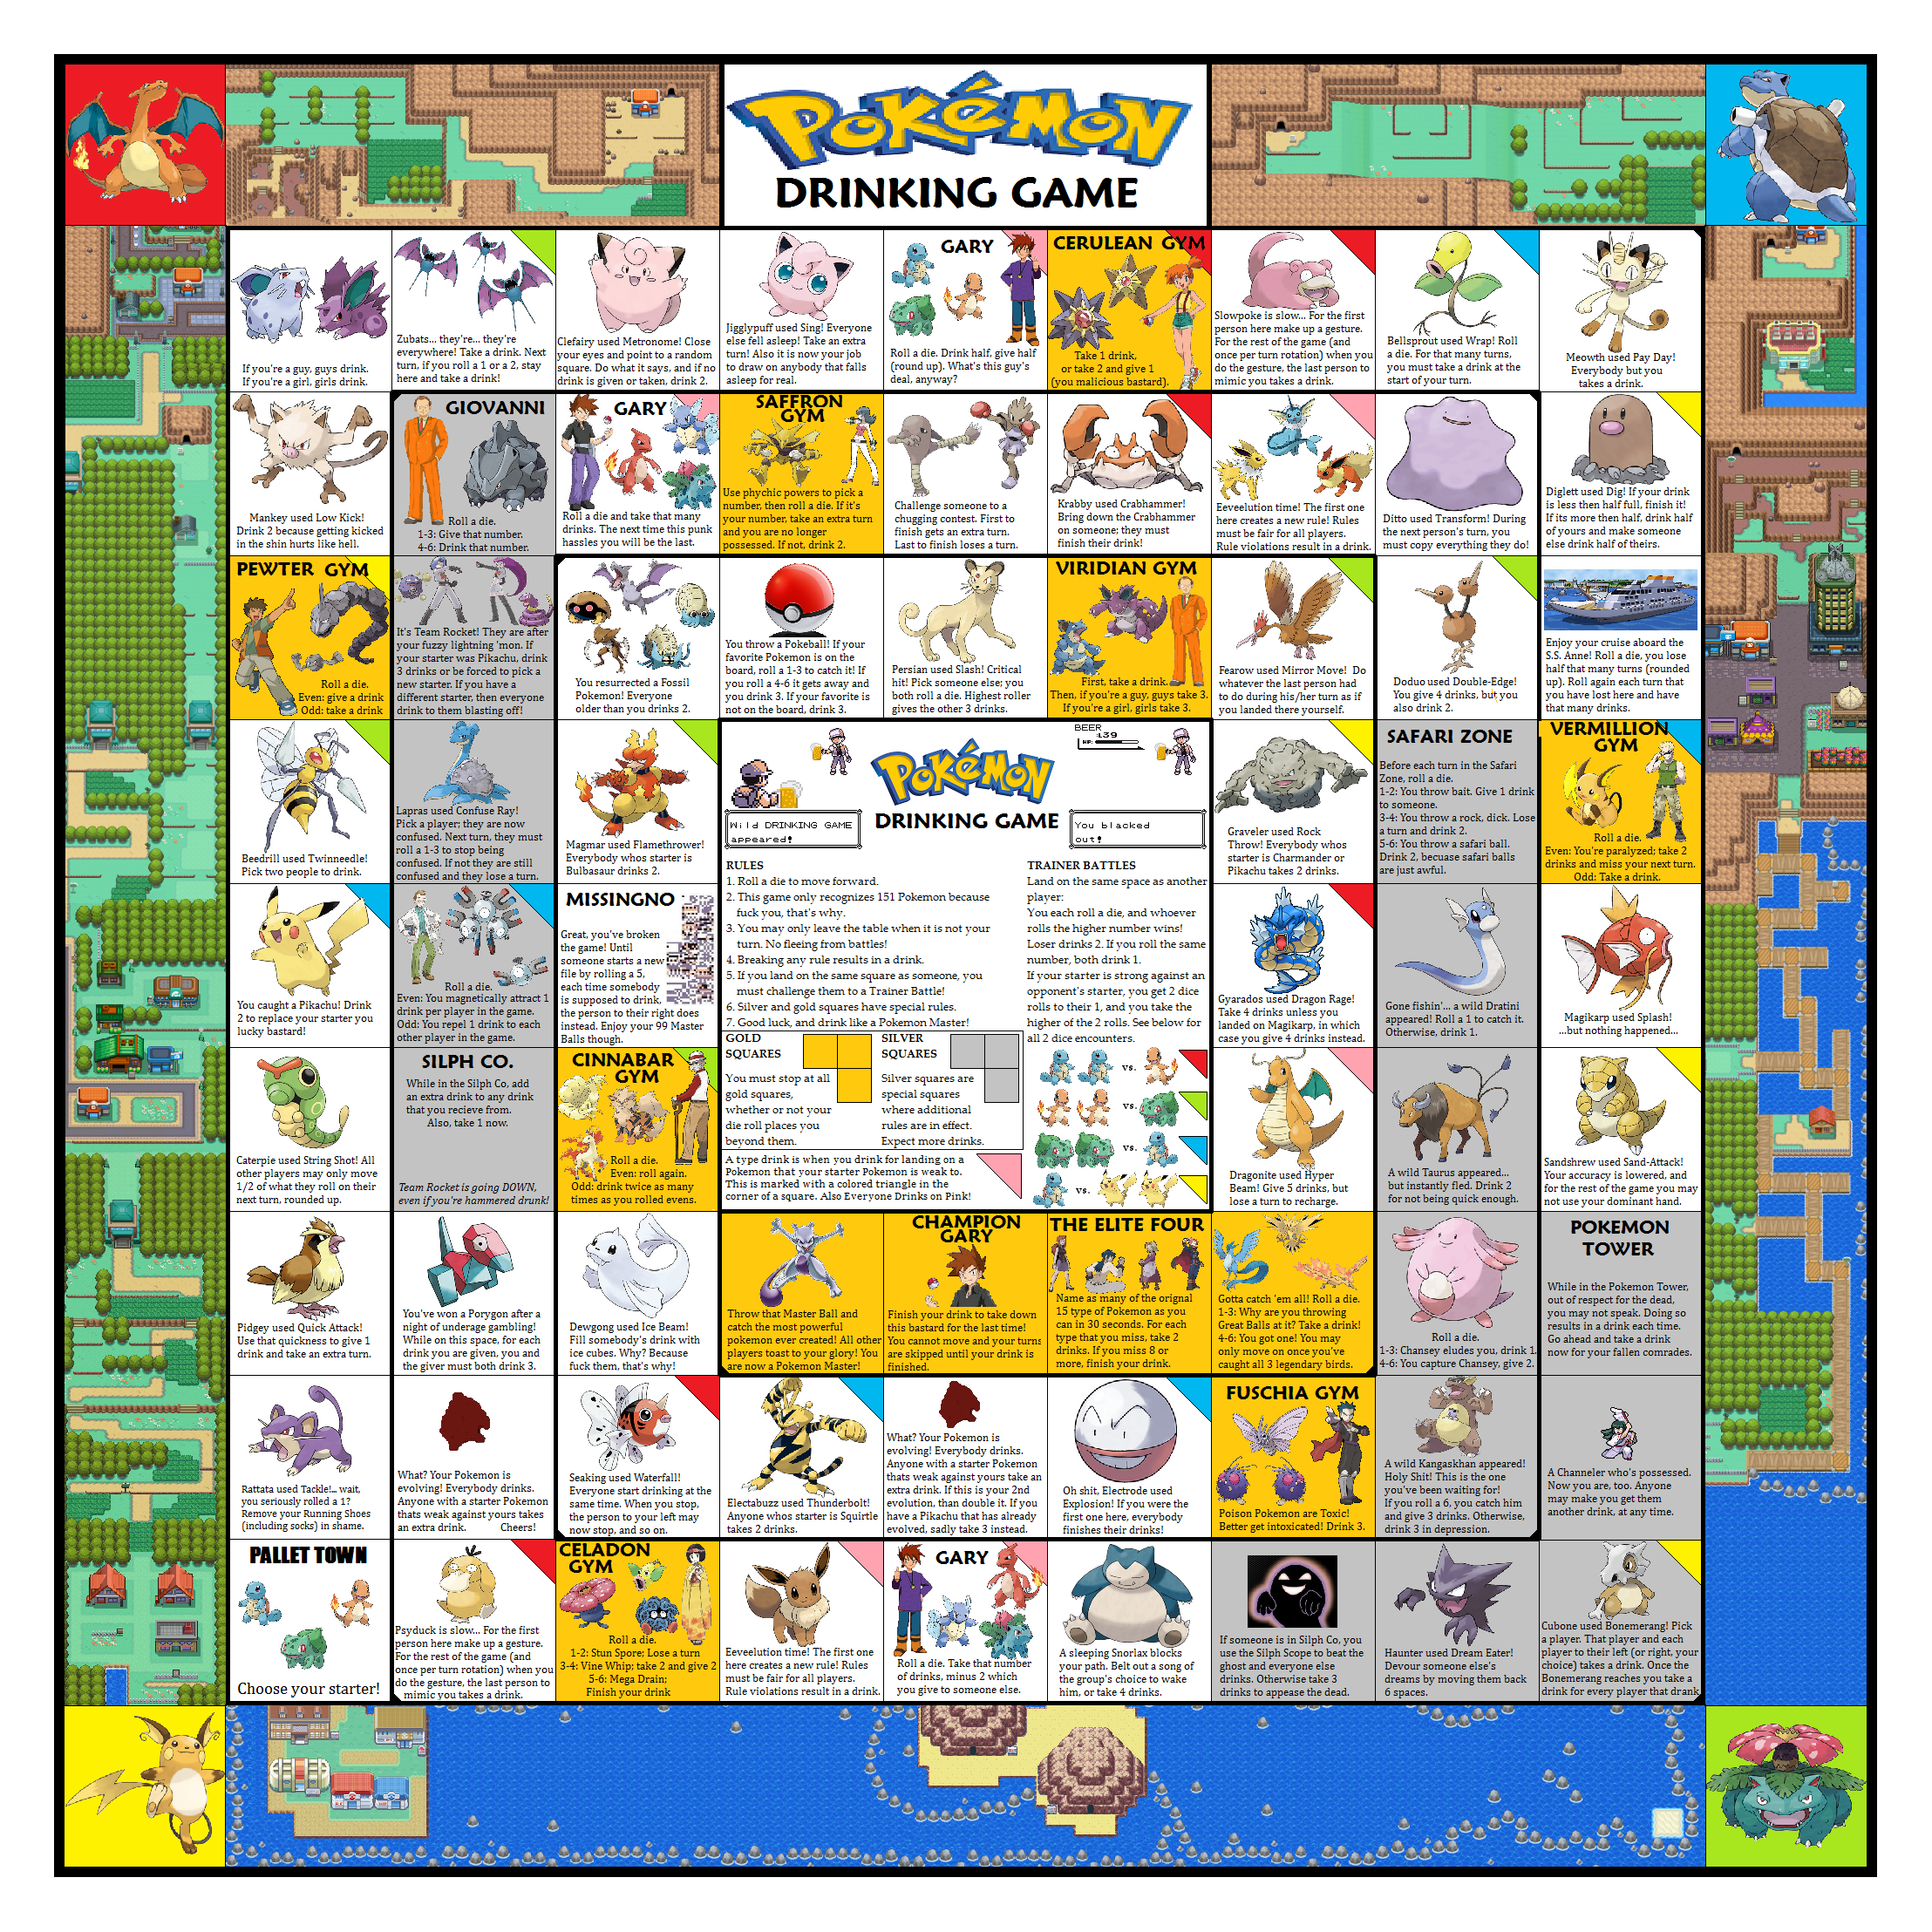 POKéMON
DRINKING GAME
If you're a guy, guys drink.
If you're a girl, girls drink.
Zubats... they're... they're
everywhere! Take a drink. Next
turn, if you roll a 1 or a 2, stay
here and take a drink!
Clefairy used Metronome! Close
your eyes and point to a random
square. Do what it says, and if no
drink is given or taken, drink 2.
Jigglypuff used Sing! Everyone
else fell asleep! Take an extra
turn! Also it is now your job
to draw on anybody that falls
asleep for real.
GARY
Roll a die. Drink half, give half
(round up). What's this guy's
deal, anyway?
CERULEAN GYM
Take 1 drink,
or take 2 and give 1
(you malicious bastard).
Slowpoke is slow... For the first
person here make up a gesture.
For the rest of the game (and
once per turn rotation) when you
do the gesture, the last person to
mimic you takes a drink.
Bellsprout used Wrap! Roll
a die. For that many turns,
you must take a drink at the
start of your turn.
Meowth used Pay Day!
Everybody but you
takes a drink.
Mankey used Low Kick!
Drink 2 because getting kicked
in the shin hurts like hell.
GIOVANNI
Roll a die.
1-3: Give that number.
4-6: Drink that number.
GARY
Roll a die and take that many
drinks. The next time this punk
hassles you will be the last.
SAFFRON
GYM
Use phychic powers to pick a
number, then roll a die. If it's
your number, take an extra turn
and you are no longer
possessed. If not, drink 2.
Challenge someone to a
chugging contest. First to
finish gets an extra turn.
Last to finish loses a turn.
Krabby used Crabhammer!
Bring down the Crabhammer
on someone; they must
finish their drink!
Eeveelution time! The first one
here creates a new rule! Rules
must be fair for all players.
Rule violations result in a drink.
Ditto used Transform! During
the next person's turn, you
must copy everything they do!
Diglett used Dig! If your drink
is less then half full, finish it!
If its more then half, drink half
of yours and make someone
else drink half of theirs.
PEWTER GYM
Roll a die.
Even: give a drink
Odd: take a drink
It's Team Rocket! They are after
your fuzzy lightning 'mon. If
your starter was Pikachu, drink
3 drinks or be forced to pick a
new starter. If you have a
different starter, then everyone
drink to them blasting off!
You resurrected a Fossil
Pokemon! Everyone
older than you drinks 2.
You throw a Pokeball! If your
favorite Pokemon is on the
board, roll a 1-3 to catch it! If
you roll a 4-6 it gets away and
you drink 3. If your favorite is
not on the board, drink 3.
Persian used Slash! Critical
hit! Pick someone else; you
both roll a die. Highest roller
gives the other 3 drinks.
VIRIDIAN GYM
First, take a drink.
Then, if you're a guy, guys take 3.
If you're a girl, girls take 3.
Fearow used Mirror Move! Do
whatever the last person had
to do during his/her turn as if
you landed there yourself.
Doduo used Double-Edge!
You give 4 drinks, but you
also drink 2.
Enjoy your cruise aboard the
S.S. Anne! Roll a die, you lose
half that many turns (rounded
up). Roll again each turn that
you have lost here and have
that many drinks.
Beedrill used Twinneedle!
Pick two people to drink.
Lapras used Confuse Ray!
Pick a player; they are now
confused. Next turn, they must
roll a 1-3 to stop being
confused. If not they are still
confused and they lose a turn.
Magmar used Flamethrower!
Everybody whos starter is
Bulbasaur drinks 2.
BEER
:39
HP:
POKéMON
DRINKING GAME
Wild DRINKING GAME
appeared!
You blacked
out!
RULES
1. Roll a die to move forward.
2. This game only recognizes 151 Pokemon because
fuck you, that's why.
3. You may only leave the table when it is not your
turn. No fleeing from battles!
4. Breaking any rule results in a drink.
5. If you land on the same square as someone, you
must challenge them to a Trainer Battle!
6. Silver and gold squares have special rules.
7. Good luck, and drink like a Pokemon Master!
TRAINER BATTLES
Land on the same space as another
player:
You each roll a die, and whoever
rolls the higher number wins!
Loser drinks 2. If you roll the same
number, both drink 1.
If your starter is strong against an
opponent's starter, you get 2 dice
rolls to their 1, and you take the
higher of the 2 rolls. See below for
all 2 dice encounters.
vs.
vs.
vs.
vs.
GOLD
SQUARES
You must stop at all
gold squares,
whether or not your
die roll places you
beyond them.
SILVER
SQUARES
Silver squares are
special squares
where additional
rules are in effect.
Expect more drinks.
A type drink is when you drink for landing on a
Pokemon that your starter Pokemon is weak to.
This is marked with a colored triangle in the
corner of a square. Also Everyone Drinks on Pink!
Graveler used Rock
Throw! Everybody whos
starter is Charmander or
Pikachu takes 2 drinks.
SAFARI ZONE
Before each turn in the Safari
Zone, roll a die.
1-2: You throw bait. Give 1 drink
to someone.
3-4: You throw a rock, dick. Lose
a turn and drink 2.
5-6: You throw a safari ball.
Drink 2, becuase safari balls
are just awful.
VERMILLION
GYM
Roll a die.
Even: You're paralyzed; take 2
drinks and miss your next turn.
Odd: Take a drink.
You caught a Pikachu! Drink
2 to replace your starter you
lucky bastard!
Roll a die.
Even: You magnetically attract 1
drink per player in the game.
Odd: You repel 1 drink to each
other player in the game.
MISSINGNO
Great, you've broken
the game! Until
someone starts a new
file by rolling a 5,
each time somebody
is supposed to drink,
the person to their right does
instead. Enjoy your 99 Master
Balls though.
Gyarados used Dragon Rage!
Take 4 drinks unless you
landed on Magikarp, in which
case you give 4 drinks instead.
Gone fishin'... a wild Dratini
appeared! Roll a 1 to catch it.
Otherwise, drink 1.
Magikarp used Splash!
...but nothing happened...
Caterpie used String Shot! All
other players may only move
1/2 of what they roll on their
next turn, rounded up.
SILPH CO.
While in the Silph Co, add
an extra drink to any drink
that you recieve from.
Also, take 1 now.
Team Rocket is going DOWN,
even if you're hammered drunk!
CINNABAR
GYM
Roll a die.
Even: roll again.
Odd: drink twice as many
times as you rolled evens.
Dragonite used Hyper
Beam! Give 5 drinks, but
lose a turn to recharge.
A wild Taurus appeared...
but instantly fled. Drink 2
for not being quick enough.
Sandshrew used Sand-Attack!
Your accuracy is lowered, and
for the rest of the game you may
not use your dominant hand.
Pidgey used Quick Attack!
Use that quickness to give 1
drink and take an extra turn.
You've won a Porygon after a
night of underage gambling!
While on this space, for each
drink you are given, you and
the giver must both drink 3.
Dewgong used Ice Beam!
Fill somebody's drink with
ice cubes. Why? Because
fuck them, that's why!
Throw that Master Ball and
catch the most powerful
pokemon ever created! All other
players toast to your glory! You
are now a Pokemon Master!
CHAMPION
GARY
Finish your drink to take down
this bastard for the last time!
You cannot move and your turns
are skipped until your drink is
finished.
THE ELITE FOUR
Name as many of the orignal
15 type of Pokemon as you
can in 30 seconds. For each
type that you miss, take 2
drinks. If you miss 8 or
more, finish your drink.
Gotta catch 'em all! Roll a die.
1-3: Why are you throwing
Great Balls at it? Take a drink!
4-6: You got one! You may
only move on once you've
caught all 3 legendary birds.
Roll a die.
1-3: Chansey eludes you, drink 1.
4-6: You capture Chansey, give 2.
POKEMON
TOWER
While in the Pokemon Tower,
out of respect for the dead,
you may not speak. Doing so
results in a drink each time.
Go ahead and take a drink
now for your fallen comrades.
Rattata used Tackle!... wait,
you seriously rolled a 1?
Remove your Running Shoes
(including socks) in shame.
What? Your Pokemon is
evolving! Everybody drinks.
Anyone with a starter Pokemon
thats weak against yours takes
an extra drink. Cheers!
Seaking used Waterfall!
Everyone start drinking at the
same time. When you stop,
the person to your left may
now stop, and so on.
Electabuzz used Thunderbolt!
Anyone whos starter is Squirtle
takes 2 drinks.
What? Your Pokemon is
evolving! Everybody drinks.
Anyone with a starter Pokemon
thats weak against yours take an
extra drink. If this is your 2nd
evolution, than double it. If you
have a Pikachu that has already
evolved, sadly take 3 instead.
Oh shit, Electrode used
Explosion! If you were the
first one here, everybody
finishes their drinks!
FUSCHIA GYM
Poison Pokemon are Toxic!
Better get intoxicated! Drink 3.
A wild Kangaskhan appeared!
Holy Shit! This is the one
you've been waiting for!
If you roll a 6, you catch him
and give 3 drinks. Otherwise,
drink 3 in depression.
A Channeler who's possessed.
Now you are, too. Anyone
may make you get them
another drink, at any time.
PALLET TOWN
Choose your starter!
Psyduck is slow... For the first
person here make up a gesture.
For the rest of the game (and
once per turn rotation) when you
do the gesture, the last person to
mimic you takes a drink.
CELADON
GYM
Roll a die.
1-2: Stun Spore; Lose a turn
3-4: Vine Whip; take 2 and give 2
5-6: Mega Drain;
Finish your drink
Eeveelution time! The first one
here creates a new rule! Rules
must be fair for all players.
Rule violations result in a drink.
GARY
Roll a die. Take that number
of drinks, minus 2 which
you give to someone else.
A sleeping Snorlax blocks
your path. Belt out a song of
the group's choice to wake
him, or take 4 drinks.
If someone is in Silph Co, you
use the Silph Scope to beat the
ghost and everyone else
drinks. Otherwise take 3
drinks to appease the dead.
Haunter used Dream Eater!
Devour someone else's
dreams by moving them back
6 spaces.
Cubone used Bonemerang! Pick
a player. That player and each
player to their left (or right, your
choice) takes a drink. Once the
Bonemerang reaches you take a
drink for every player that drank